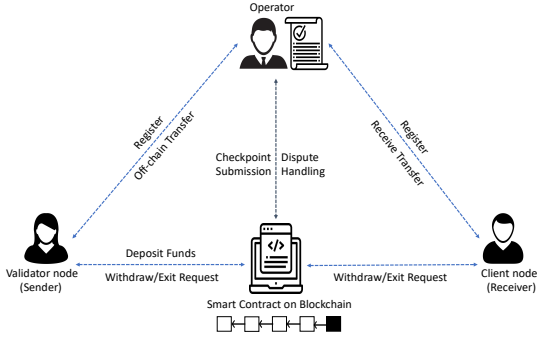 Operator
Register
Off-chain Transfer
Register
Receive Transfer
Checkpoint
Submission
Dispute
Handling
</>
Validator node
(Sender)
Deposit Funds
Withdraw/Exit Request
Withdraw/Exit Request
Client node
(Receiver)
Smart Contract on Blockchain